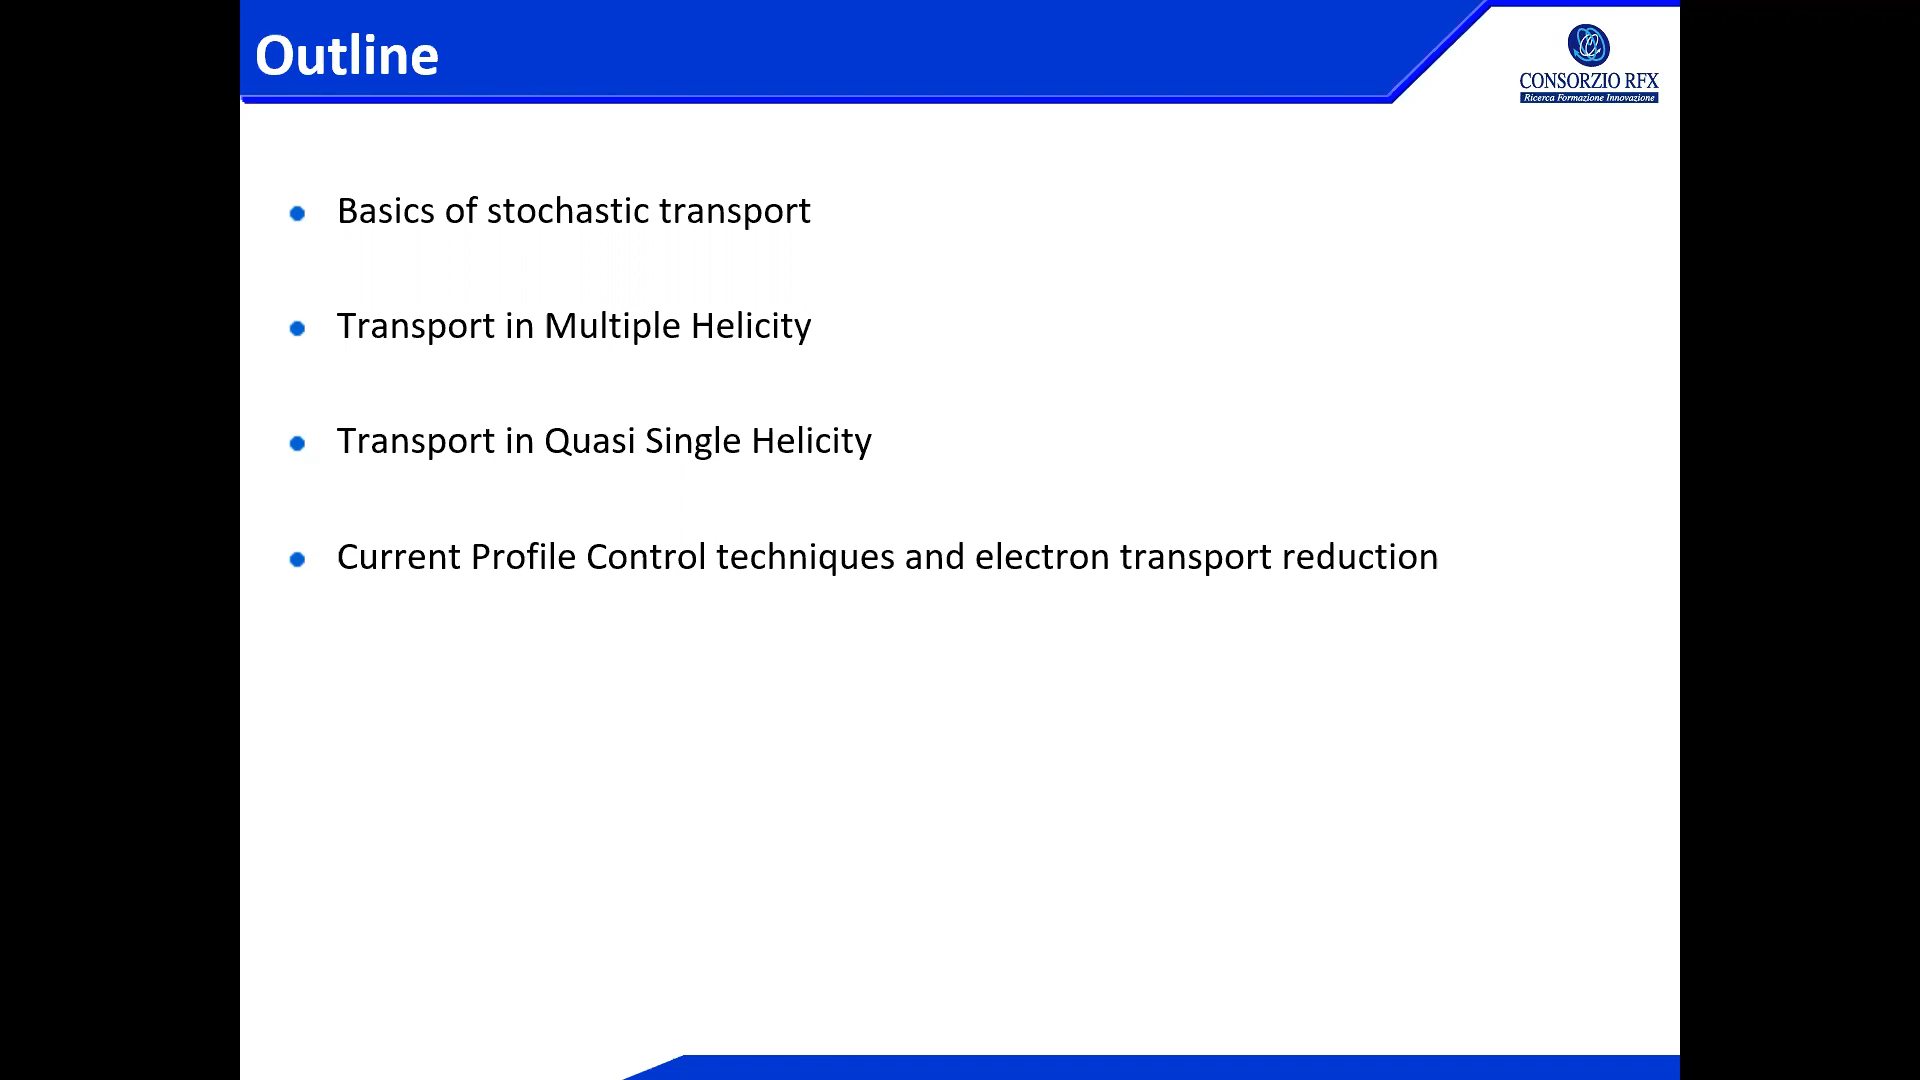 Outline
CONSORZIO RFX
Ricerca Formazione Innovazione
Basics of stochastic transport
Transport in Multiple Helicity
Transport in Quasi Single Helicity
Current Profile Control techniques and electron transport reduction